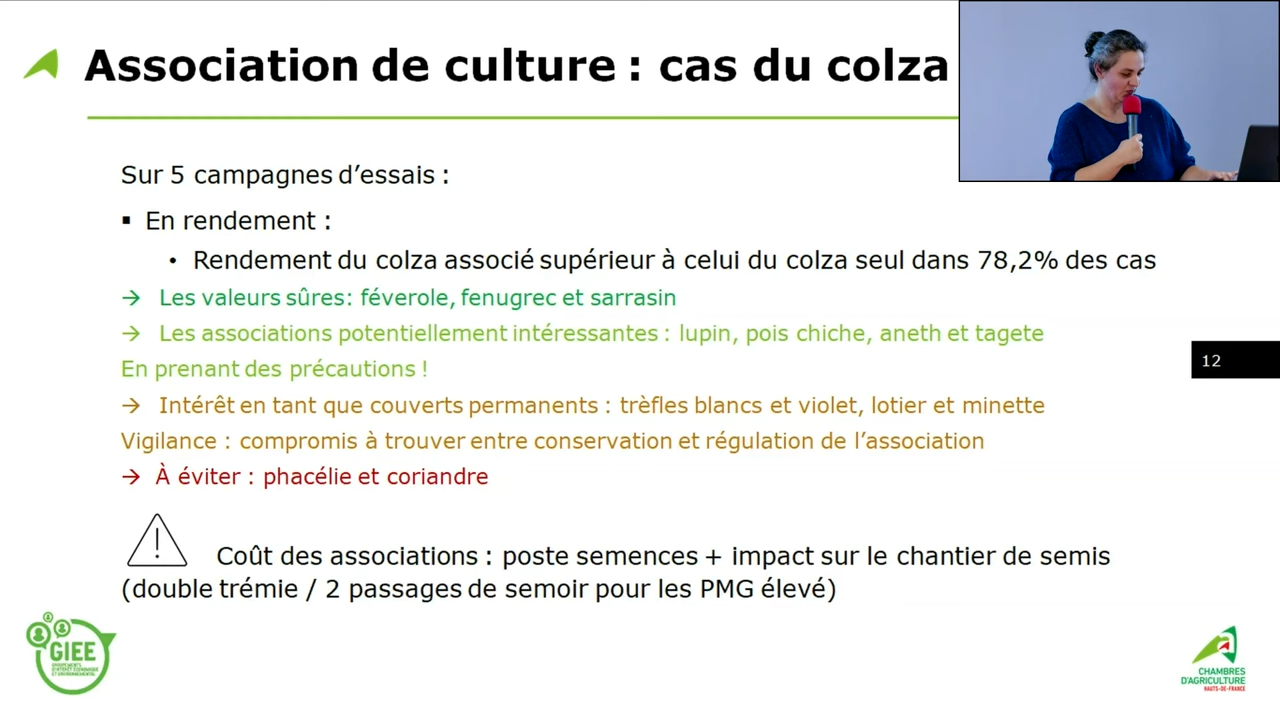 Association de culture : cas du colza
Sur 5 campagnes d’essais :
▪ En rendement :
• Rendement du colza associé supérieur à celui du colza seul dans 78,2% des cas
→ Les valeurs sûres: féverole, fenugrec et sarrasin
→ Les associations potentiellement intéressantes : lupin, pois chiche, aneth et tagete
En prenant des précautions !
12
→ Intérêt en tant que couverts permanents : trèfles blancs et violet, lotier et minette
Vigilance : compromis à trouver entre conservation et régulation de l’association
→ À éviter : phacélie et coriandre
Coût des associations : poste semences + impact sur le chantier de semis
(double trémie / 2 passages de semoir pour les PMG élevé)
GIEE
GROUPEMENTS
D'INTÉRÊT ÉCONOMIQUE
ET ENVIRONNEMENTAL
CHAMBRES
D'AGRICULTURE
HAUTS-DE-FRANCE